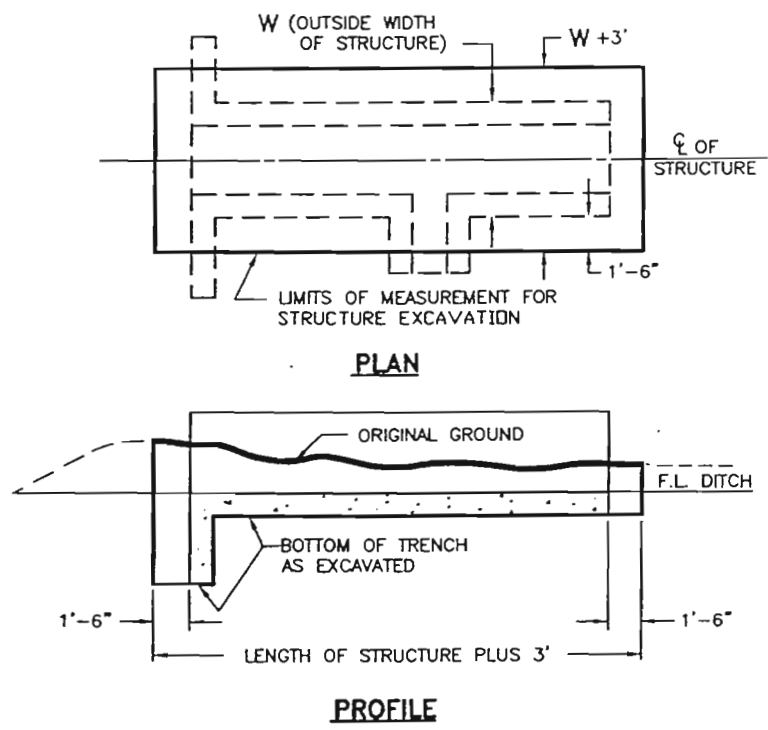 W (OUTSIDE WIDTH
OF STRUCTURE)
W +3'
℄ OF
STRUCTURE
1'-6"
LIMITS OF MEASUREMENT FOR
STRUCTURE EXCAVATION
PLAN
ORIGINAL GROUND
F.L. DITCH
BOTTOM OF TRENCH
AS EXCAVATED
1'-6"
1'-6"
LENGTH OF STRUCTURE PLUS 3'
PROFILE